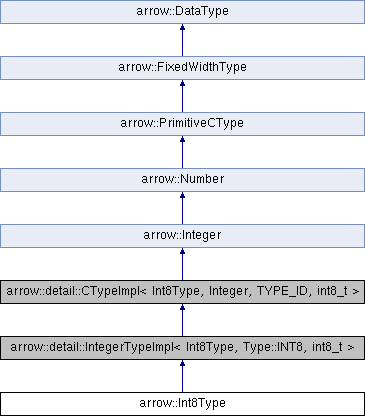 arrow::DataType
arrow::FixedWidthType
arrow::PrimitiveCType
arrow::Number
arrow::Integer
arrow::detail::CTypeImpl< Int8Type, Integer, TYPE_ID, int8_t >
arrow::detail::IntegerTypeImpl< Int8Type, Type::INT8, int8_t >
arrow::Int8Type